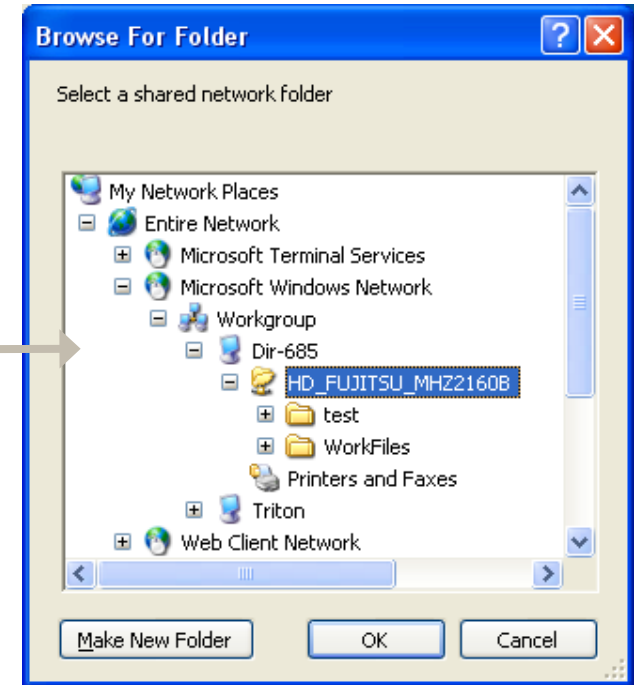 Browse For Folder
Select a shared network folder
My Network Places
Entire Network
Microsoft Terminal Services
Microsoft Windows Network
Workgroup
Dir-685
HD_FUJITSU_MHZ2160B
test
WorkFiles
Printers and Faxes
Triton
Web Client Network
Make New Folder OK Cancel